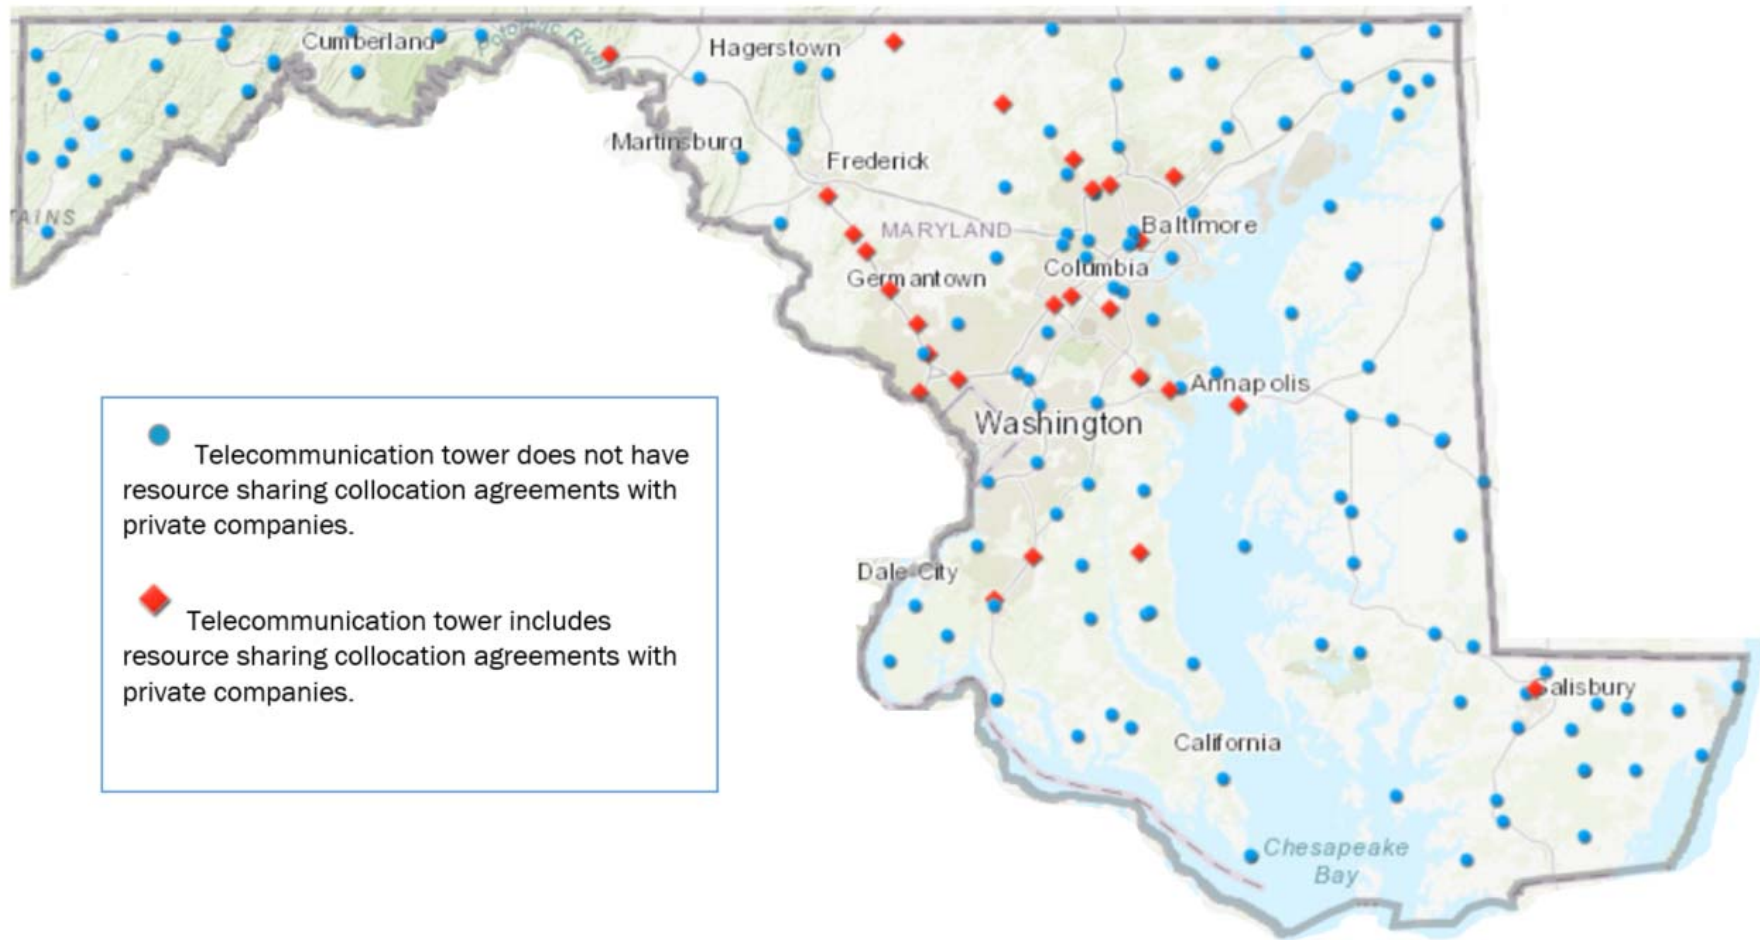 Cumberland
Potomac River
Hagerstown
Martinsburg
Frederick
AINS
MARYLAND
Baltimore
Columbia
Germantown
Annapolis
Washington
Telecommunication tower does not have
resource sharing collocation agreements with
private companies.
Dale City
Telecommunication tower includes
resource sharing collocation agreements with
private companies.
Salisbury
California
Chesapeake
Bay